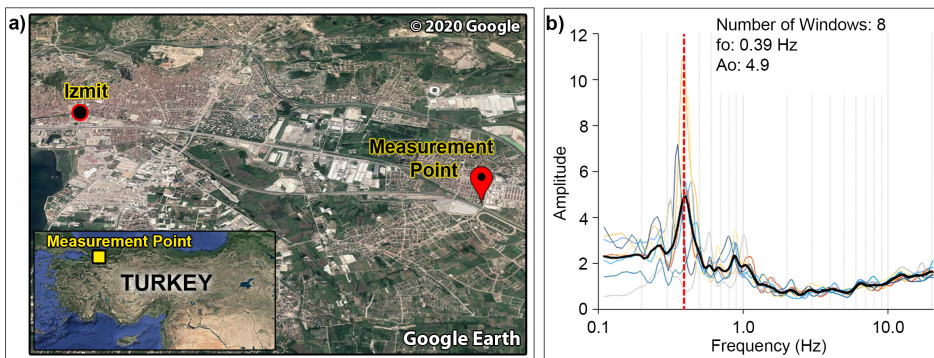 a)
© 2020 Google
Izmit
Measurement
Point
Measurement Point
TURKEY
Google Earth
b)
Number of Windows: 8
fo: 0.39 Hz
Ao: 4.9
Amplitude
12
10
8
6
4
2
0
0.1
1.0
10.0
Frequency (Hz)